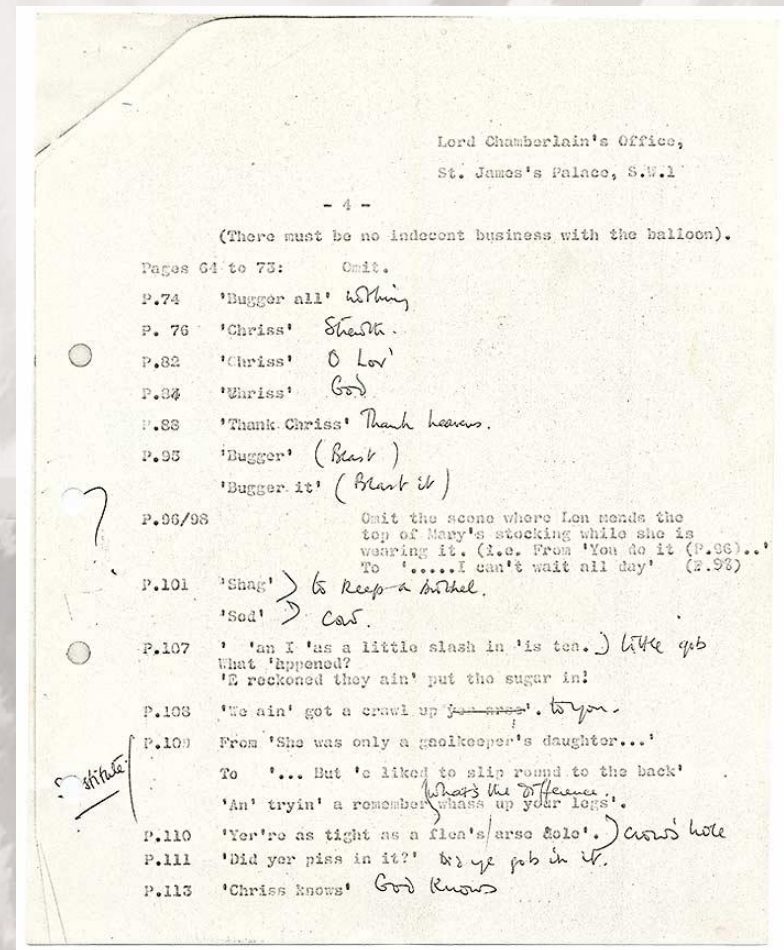 Lord Chamberlain's Office,
St. James's Palace, S.W.1
- 4 -
(There must be no indecent business with the balloon).
Pages 64 to 73: Omit.
P.74 'Bugger all' nothing
P. 76 'Chriss' Strewth.
P.82 'Chriss' O Lor'
P.84 'Chriss' God
P.88 'Thank Chriss' Thank heavens.
P.95 'Bugger' (Blast)
'Bugger it' (Blast it)
P.96/98 Omit the scene where Len mends the
top of Mary's stocking while she is
wearing it. (i.e. From 'You do it (P.96)..'
To '.....I can't wait all day' (P.98)
P.101 'Shag' ) to keep a brothel.
'Sod' ) cow.
P.107 ' 'an I 'as a little slash in 'is tea. ) little gob
What 'hppened?
'E reckoned they ain' put the sugar in!
P.108 'We ain' got a crawl up yer arse'. to you.
P.109 From 'She was only a gaolkeeper's daughter...'
To '... But 'e liked to slip round to the back'
What's the difference.
'An' tryin' a remember whass up your legs'.
P.110 'Yer're as tight as a flea's arse hole'. ) crow's hole
P.111 'Did yer piss in it?' Did ye gob in it.
P.113 'Chriss knows' God knows